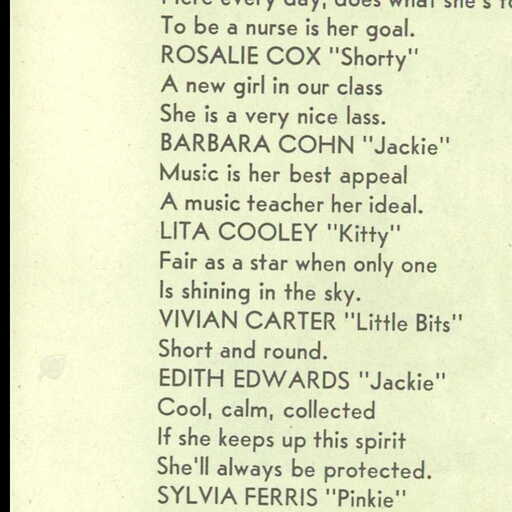 Here every day, does what she's
To be a nurse is her goal.
ROSALIE COX "Shorty"
A new girl in our class
She is a very nice lass.
BARBARA COHN "Jackie"
Music is her best appeal
A music teacher her ideal.
LITA COOLEY "Kitty"
Fair as a star when only one
Is shining in the sky.
VIVIAN CARTER "Little Bits"
Short and round.
EDITH EDWARDS "Jackie"
Cool, calm, collected
If she keeps up this spirit
She'll always be protected.
SYLVIA FERRIS "Pinkie"